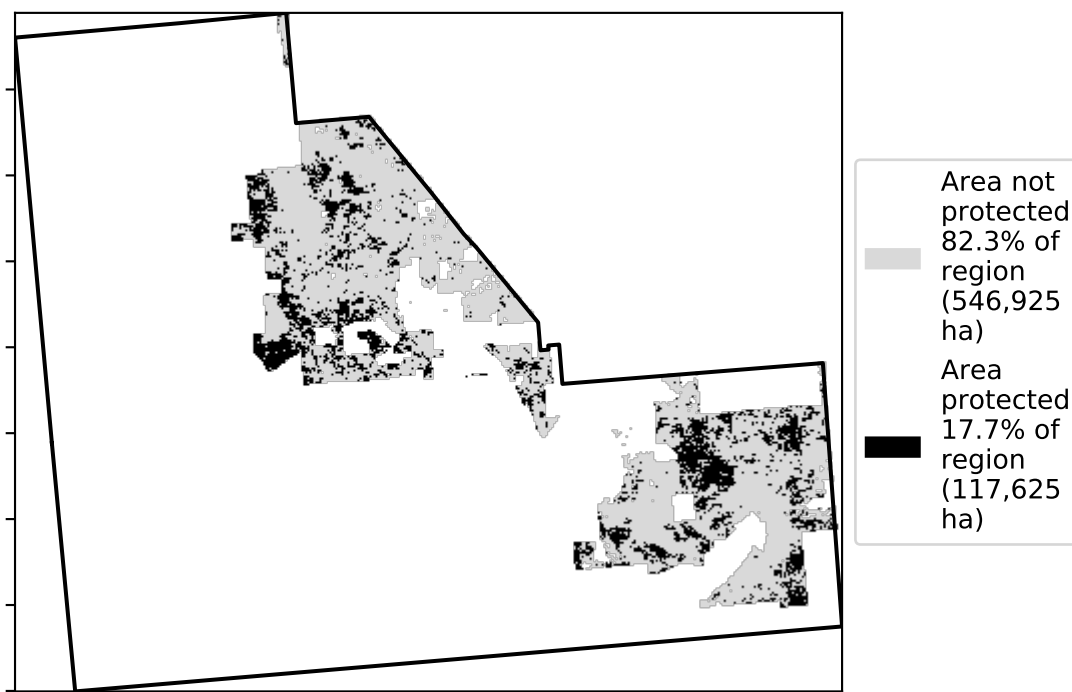 Area not
protected
82.3% of
region
(546,925
ha)
Area
protected
17.7% of
region
(117,625
ha)